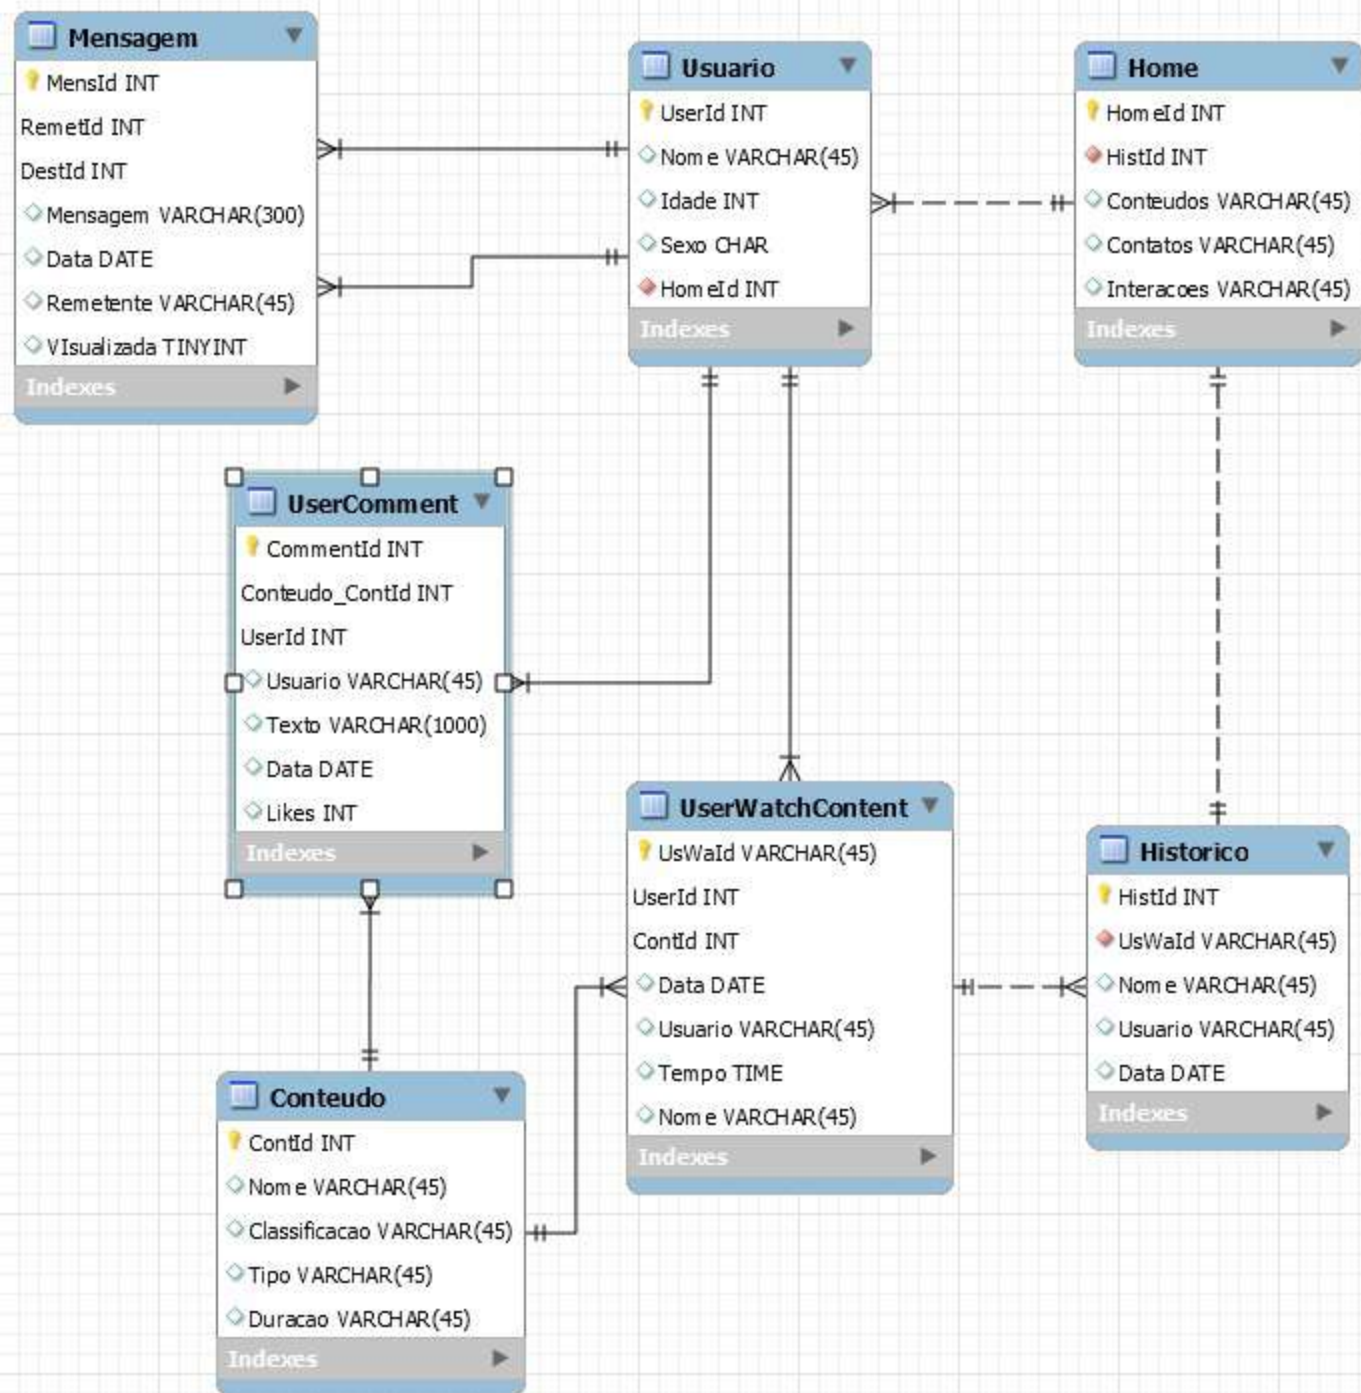 Mensagem
MensId INT
RemetId INT
DestId INT
Mensagem VARCHAR(300)
Data DATE
Remetente VARCHAR(45)
VIsualizada TINYINT
Indexes
Usuario
UserId INT
Nome VARCHAR(45)
Idade INT
Sexo CHAR
HomeId INT
Indexes
Home
HomeId INT
HistId INT
Conteudos VARCHAR(45)
Contatos VARCHAR(45)
Interacoes VARCHAR(45)
Indexes
UserComment
CommentId INT
Conteudo_ContId INT
UserId INT
Usuario VARCHAR(45)
Texto VARCHAR(1000)
Data DATE
Likes INT
Indexes
UserWatchContent
UsWaId VARCHAR(45)
UserId INT
ContId INT
Data DATE
Usuario VARCHAR(45)
Tempo TIME
Nome VARCHAR(45)
Indexes
Historico
HistId INT
UsWaId VARCHAR(45)
Nome VARCHAR(45)
Usuario VARCHAR(45)
Data DATE
Indexes
Conteudo
ContId INT
Nome VARCHAR(45)
Classificacao VARCHAR(45)
Tipo VARCHAR(45)
Duracao VARCHAR(45)
Indexes